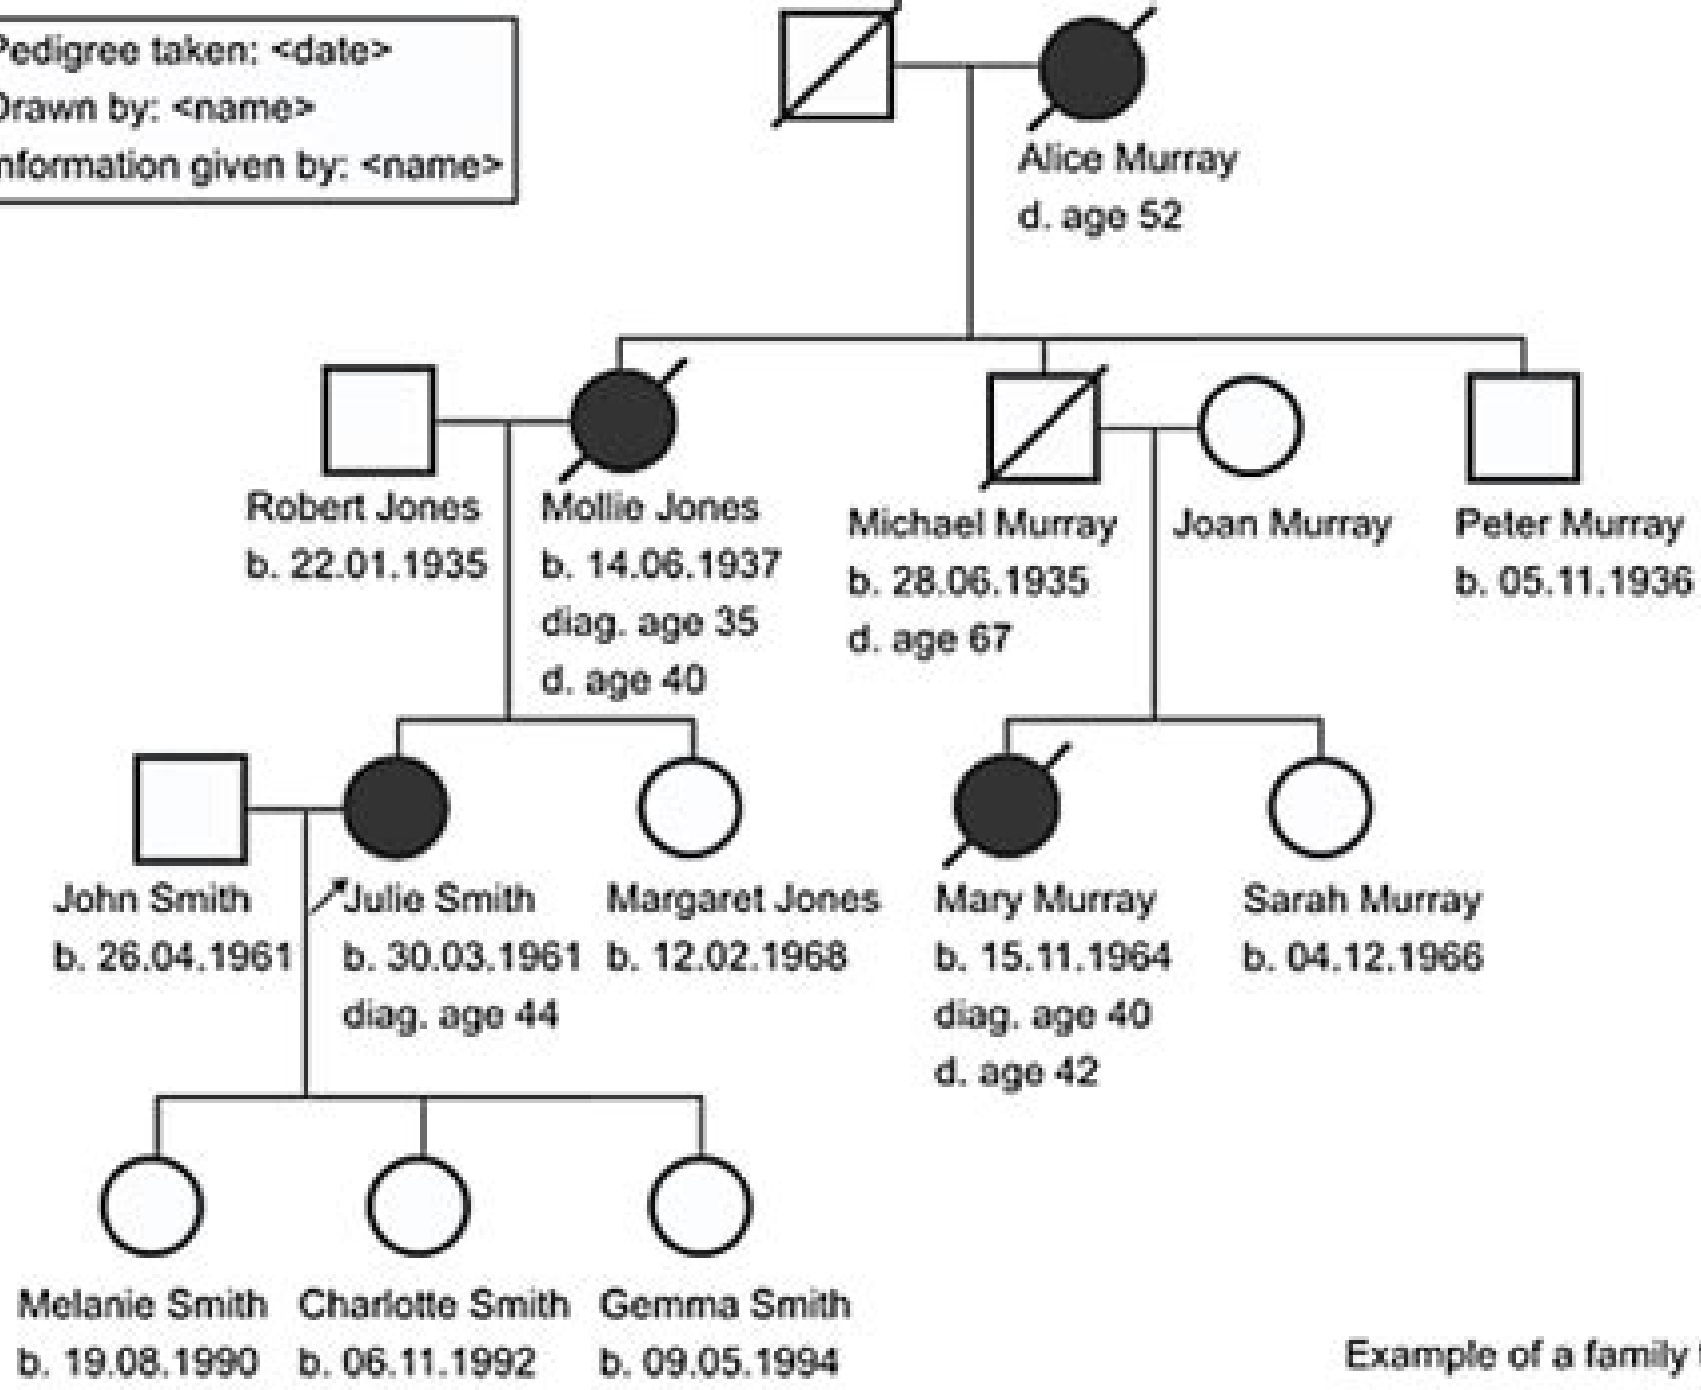 Pedigree taken: <date>
Drawn by: <name>
Information given by: <name>
Alice Murray
d. age 52
Robert Jones
b. 22.01.1935
Mollie Jones
b. 14.06.1937
diag. age 35
d. age 40
Michael Murray
b. 28.06.1935
d. age 67
Joan Murray
Peter Murray
b. 05.11.1936
John Smith
b. 26.04.1961
Julie Smith
b. 30.03.1961
diag. age 44
Margaret Jones
b. 12.02.1968
Mary Murray
b. 15.11.1964
diag. age 40
d. age 42
Sarah Murray
b. 04.12.1966
Melanie Smith
b. 19.08.1990
Charlotte Smith
b. 06.11.1992
Gemma Smith
b. 09.05.1994
Example of a family